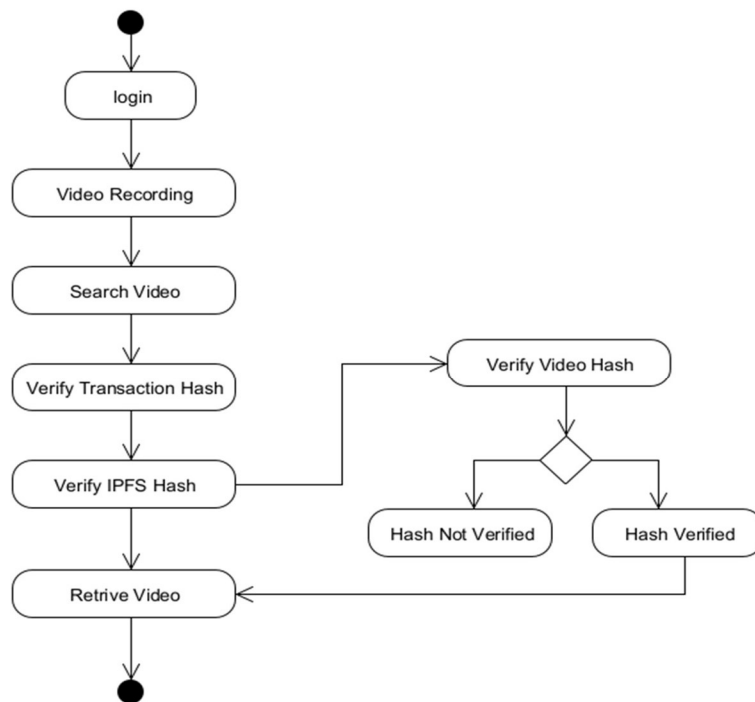 login
Video Recording
Search Video
Verify Transaction Hash
Verify Video Hash
Verify IPFS Hash
Hash Not Verified
Hash Verified
Retrive Video